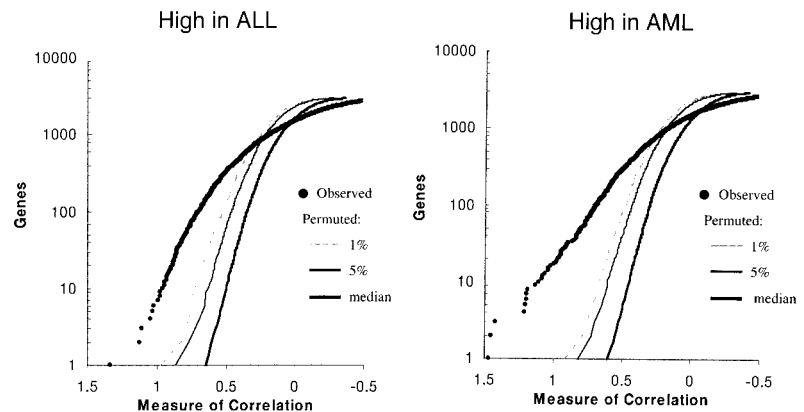 High in ALL
10000
1000
100
10
1
Genes
Observed
Permuted:
1%
5%
median
1.5 1 0.5 0 -0.5
Measure of Correlation
High in AML
10000
1000
100
10
1
Genes
Observed
Permuted:
1%
5%
median
1.5 1 0.5 0 -0.5
Measure of Correlation